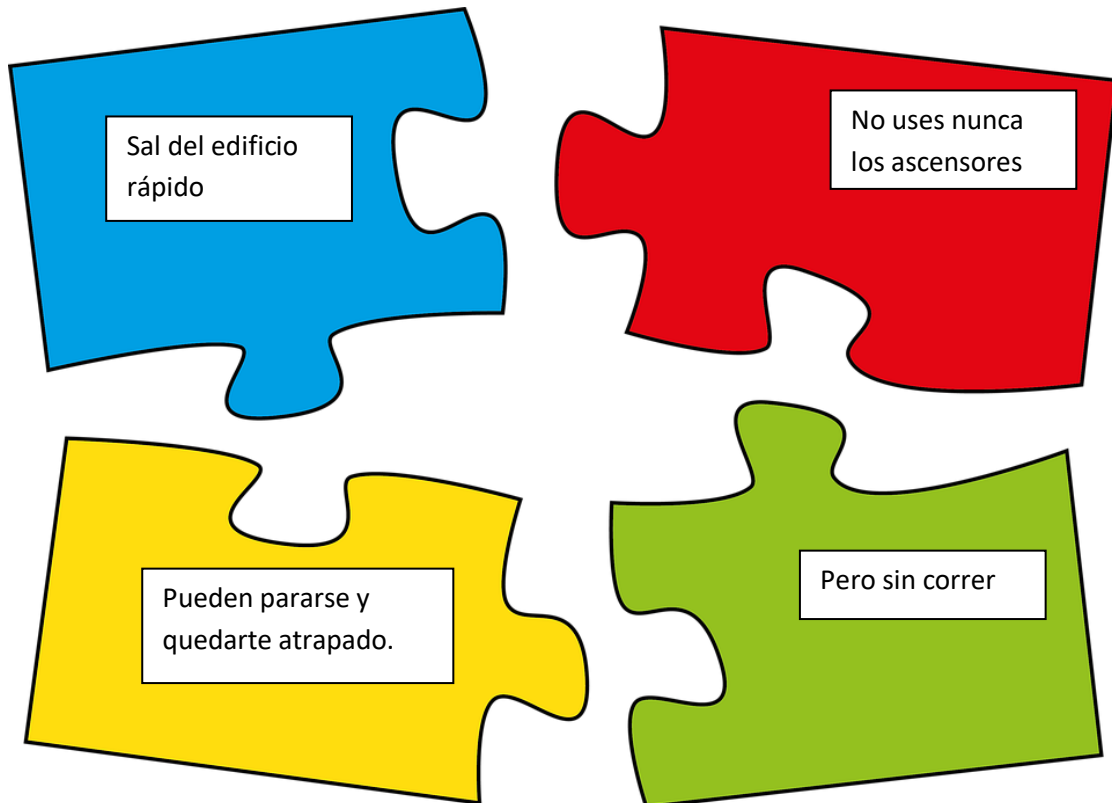 Sal del edificio
rápido
No uses nunca
los ascensores
Pueden pararse y
quedarte atrapado.
Pero sin correr